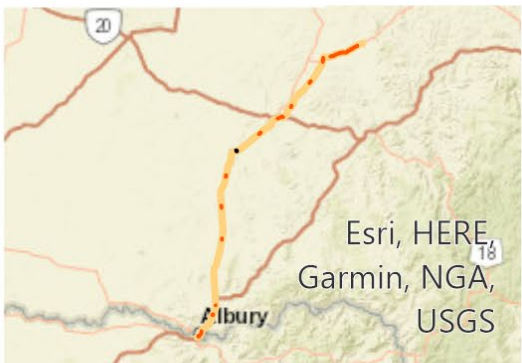 20
Esri, HERE,
18
Garmin, NGA,
Albury
USGS